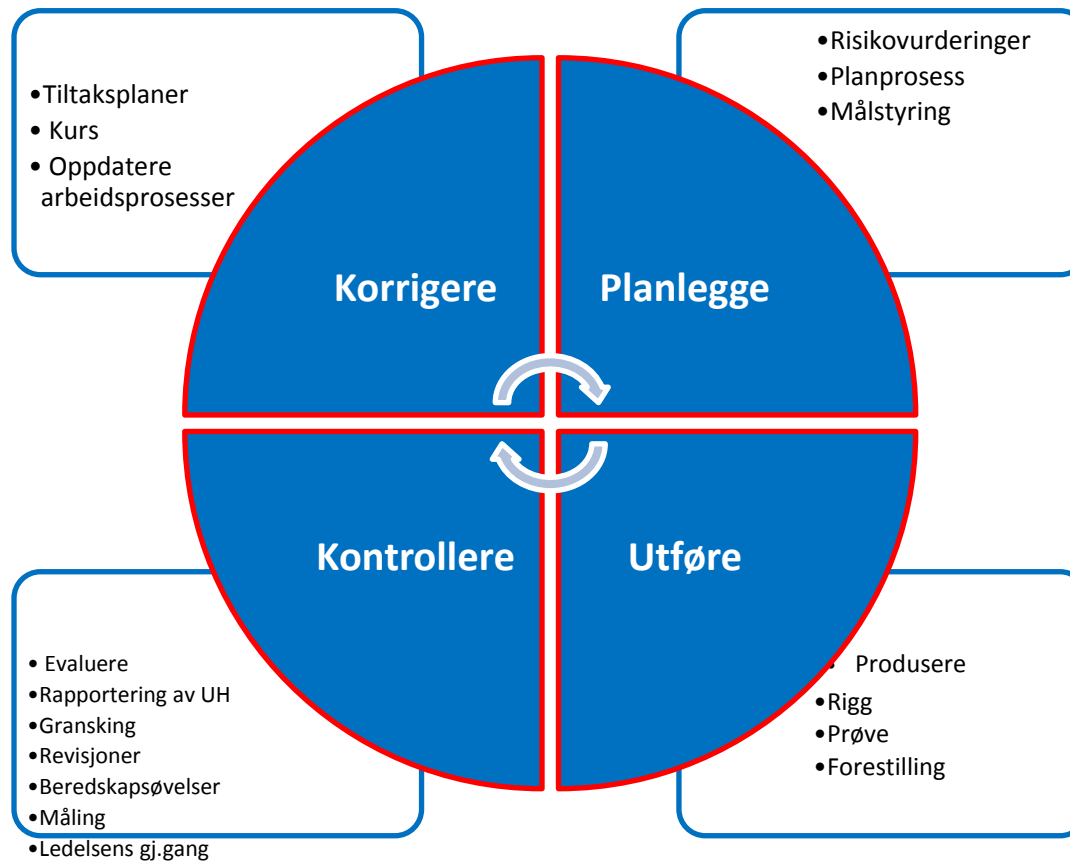 •Tiltaksplaner
• Kurs
• Oppdatere
arbeidsprosesser
•Risikovurderinger
•Planprosess
•Målstyring
Korrigere
Planlegge
Kontrollere
Utføre
• Evaluere
•Rapportering av UH
•Gransking
•Revisjoner
•Beredskapsøvelser
•Måling
•Ledelsens gj.gang
• Produsere
•Rigg
•Prøve
•Forestilling